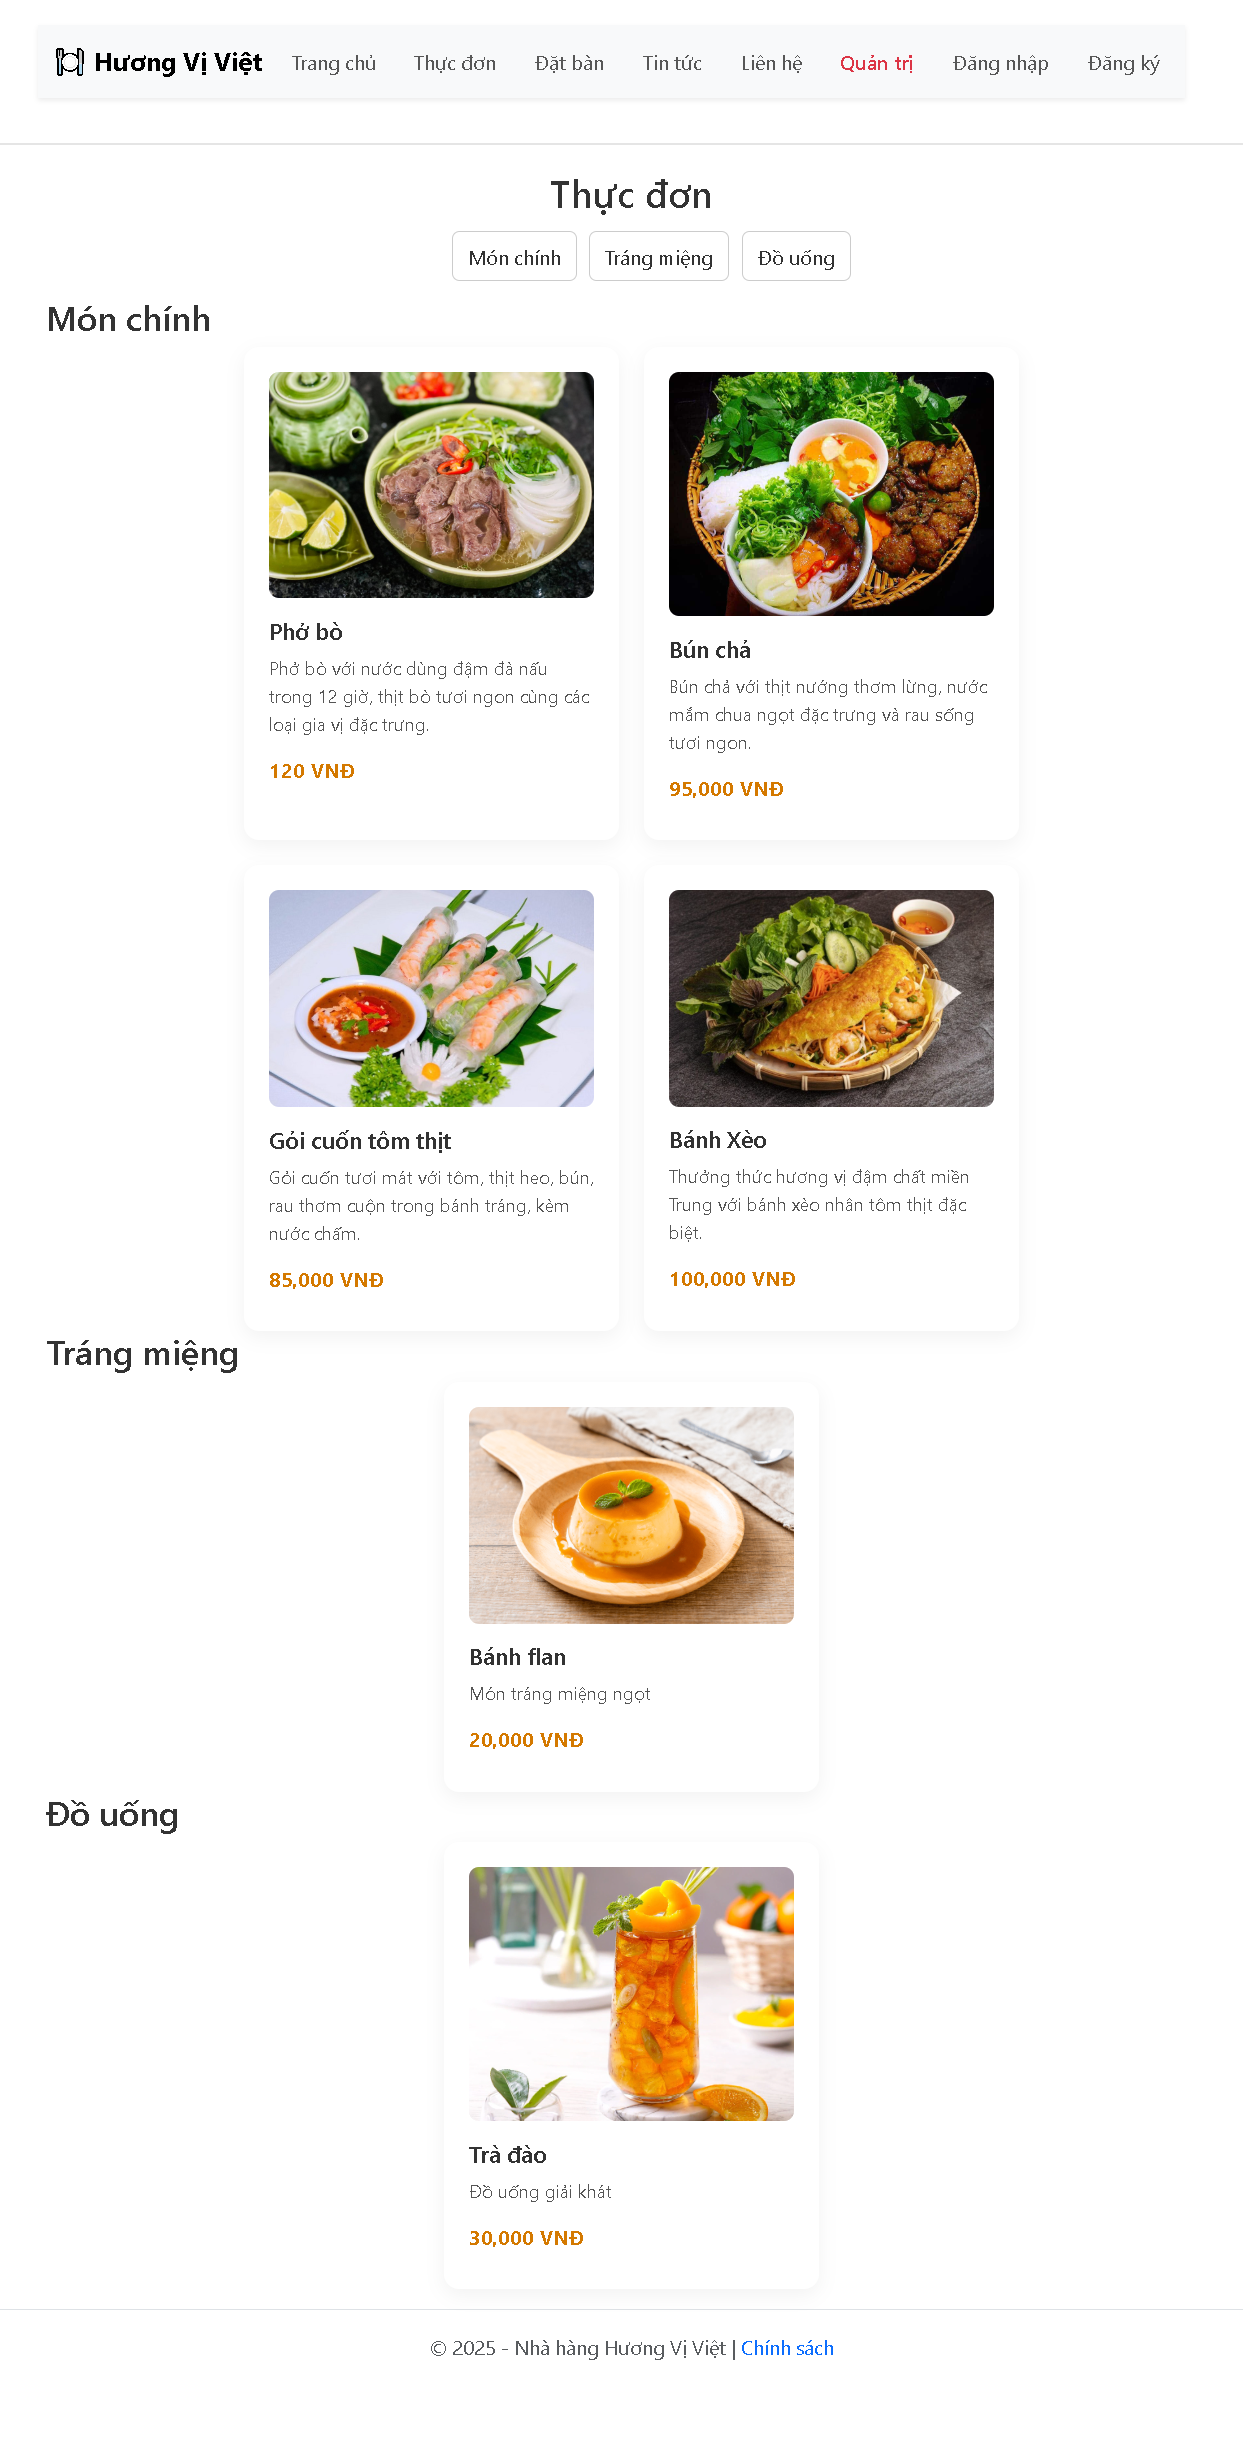 Hương Vị Việt Trang chủ Thực đơn Đặt bàn Tin tức Liên hệ Quản trị Đăng nhập Đăng ký
Thực đơn
Món chính Tráng miệng Đồ uống
Món chính
Phở bò
Phở bò với nước dùng đậm đà nấu
trong 12 giờ, thịt bò tươi ngon cùng các
loại gia vị đặc trưng.
120 VNĐ
Bún chả
Bún chả với thịt nướng thơm lừng, nước
mắm chua ngọt đặc trưng và rau sống
tươi ngon.
95,000 VNĐ
Gỏi cuốn tôm thịt
Gỏi cuốn tươi mát với tôm, thịt heo, bún,
rau thơm cuộn trong bánh tráng, kèm
nước chấm.
85,000 VNĐ
Bánh Xèo
Thưởng thức hương vị đậm chất miền
Trung với bánh xèo nhân tôm thịt đặc
biệt.
100,000 VNĐ
Tráng miệng
Bánh flan
Món tráng miệng ngọt
20,000 VNĐ
Đồ uống
Trà đào
Đồ uống giải khát
30,000 VNĐ
© 2025 - Nhà hàng Hương Vị Việt | Chính sách